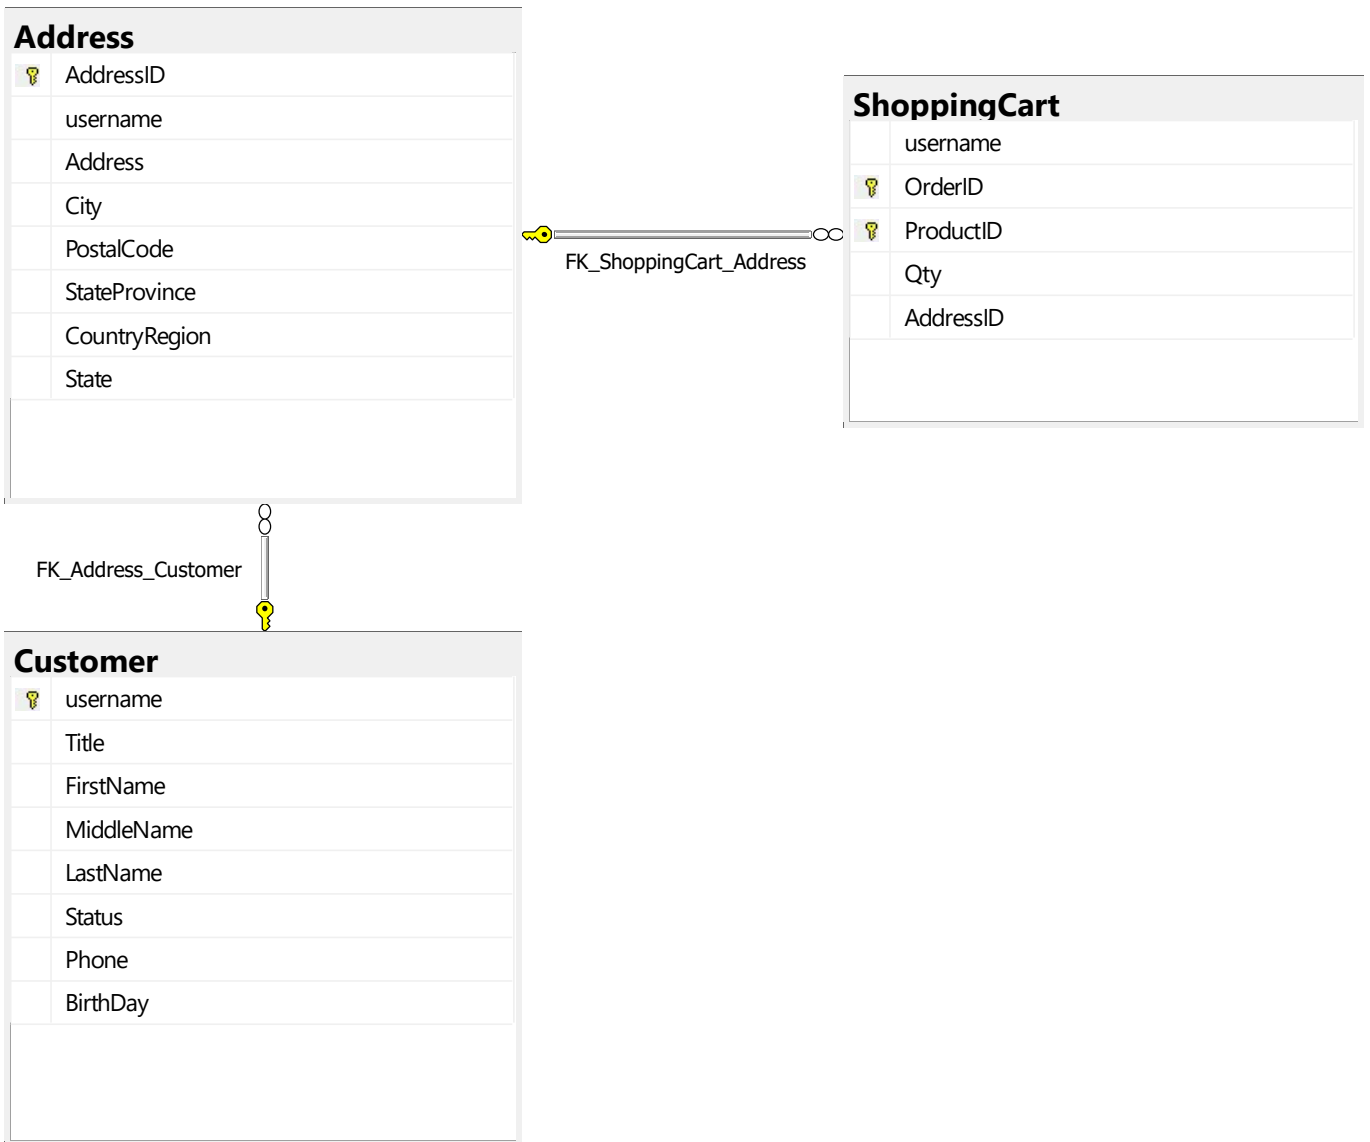 Address
AddressID
username
Address
City
PostalCode
StateProvince
CountryRegion
State
ShoppingCart
username
OrderID
ProductID
Qty
AddressID
FK_ShoppingCart_Address
FK_Address_Customer
Customer
username
Title
FirstName
MiddleName
LastName
Status
Phone
BirthDay